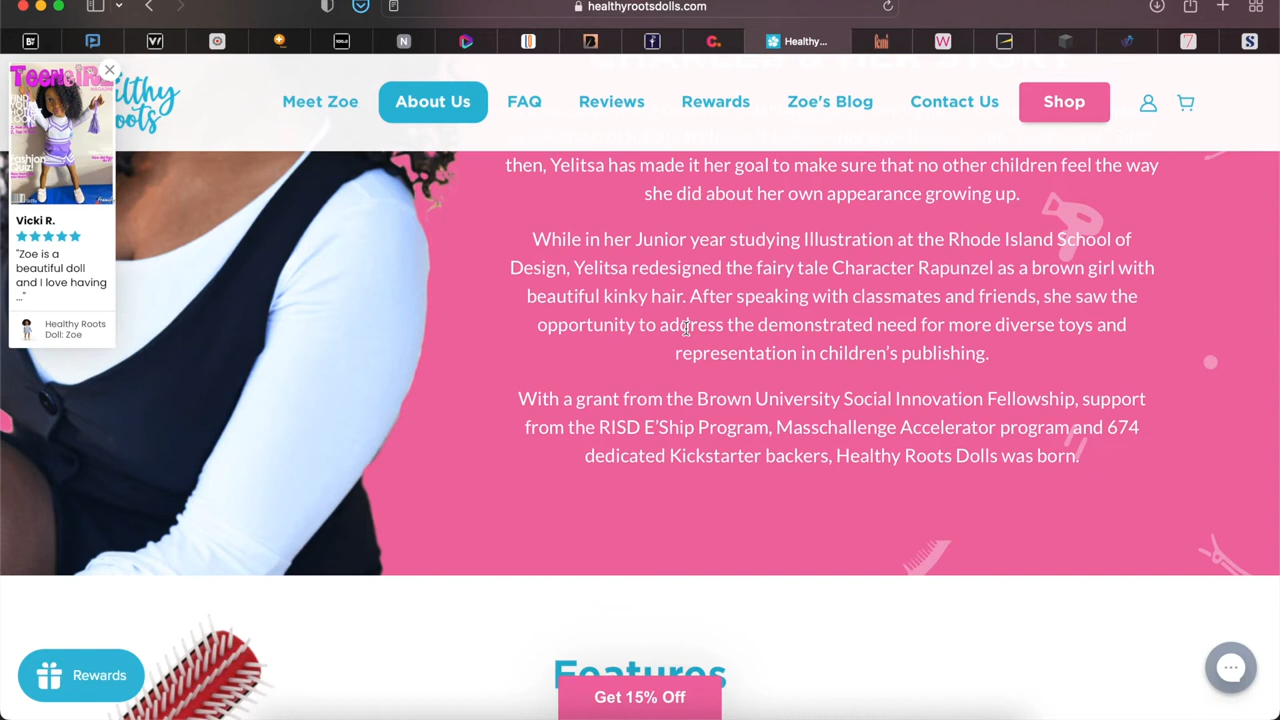 healthyrootsdolls.com
Healthy...
Meet Zoe
About Us
FAQ
Reviews
Rewards
Zoe's Blog
Contact Us
Shop
then, Yelitsa has made it her goal to make sure that no other children feel the way
she did about her own appearance growing up.
While in her Junior year studying Illustration at the Rhode Island School of
Design, Yelitsa redesigned the fairy tale Character Rapunzel as a brown girl with
beautiful kinky hair. After speaking with classmates and friends, she saw the
opportunity to address the demonstrated need for more diverse toys and
representation in children's publishing.
With a grant from the Brown University Social Innovation Fellowship, support
from the RISD E'Ship Program, Masschallenge Accelerator program and 674
dedicated Kickstarter backers, Healthy Roots Dolls was born.
Vicki R.
"Zoe is a
beautiful doll
and I love having
..."
Healthy Roots
Doll: Zoe
Features
Rewards
Get 15% Off